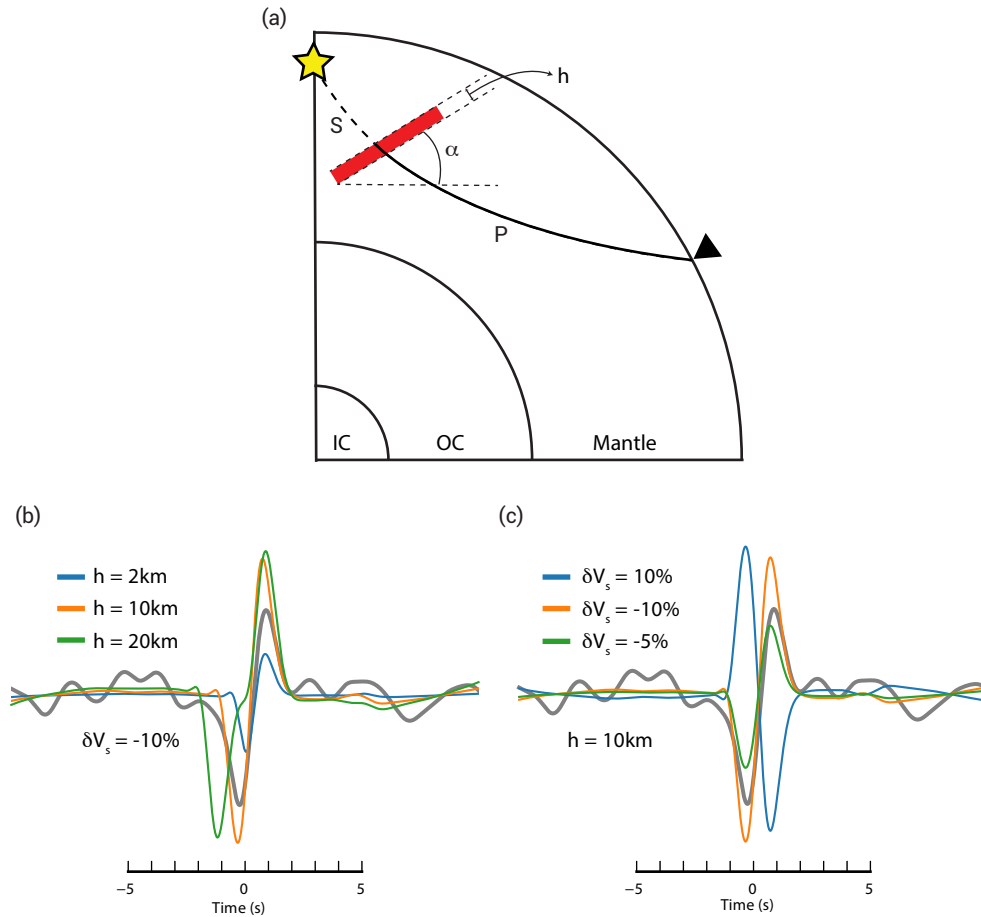 (a)
h
S
α
P
IC OC Mantle
(b)
h = 2km
h = 10km
h = 20km
δVs = -10%
−5 0 5
Time (s)
(c)
δVs = 10%
δVs = -10%
δVs = -5%
h = 10km
−5 0 5
Time (s)